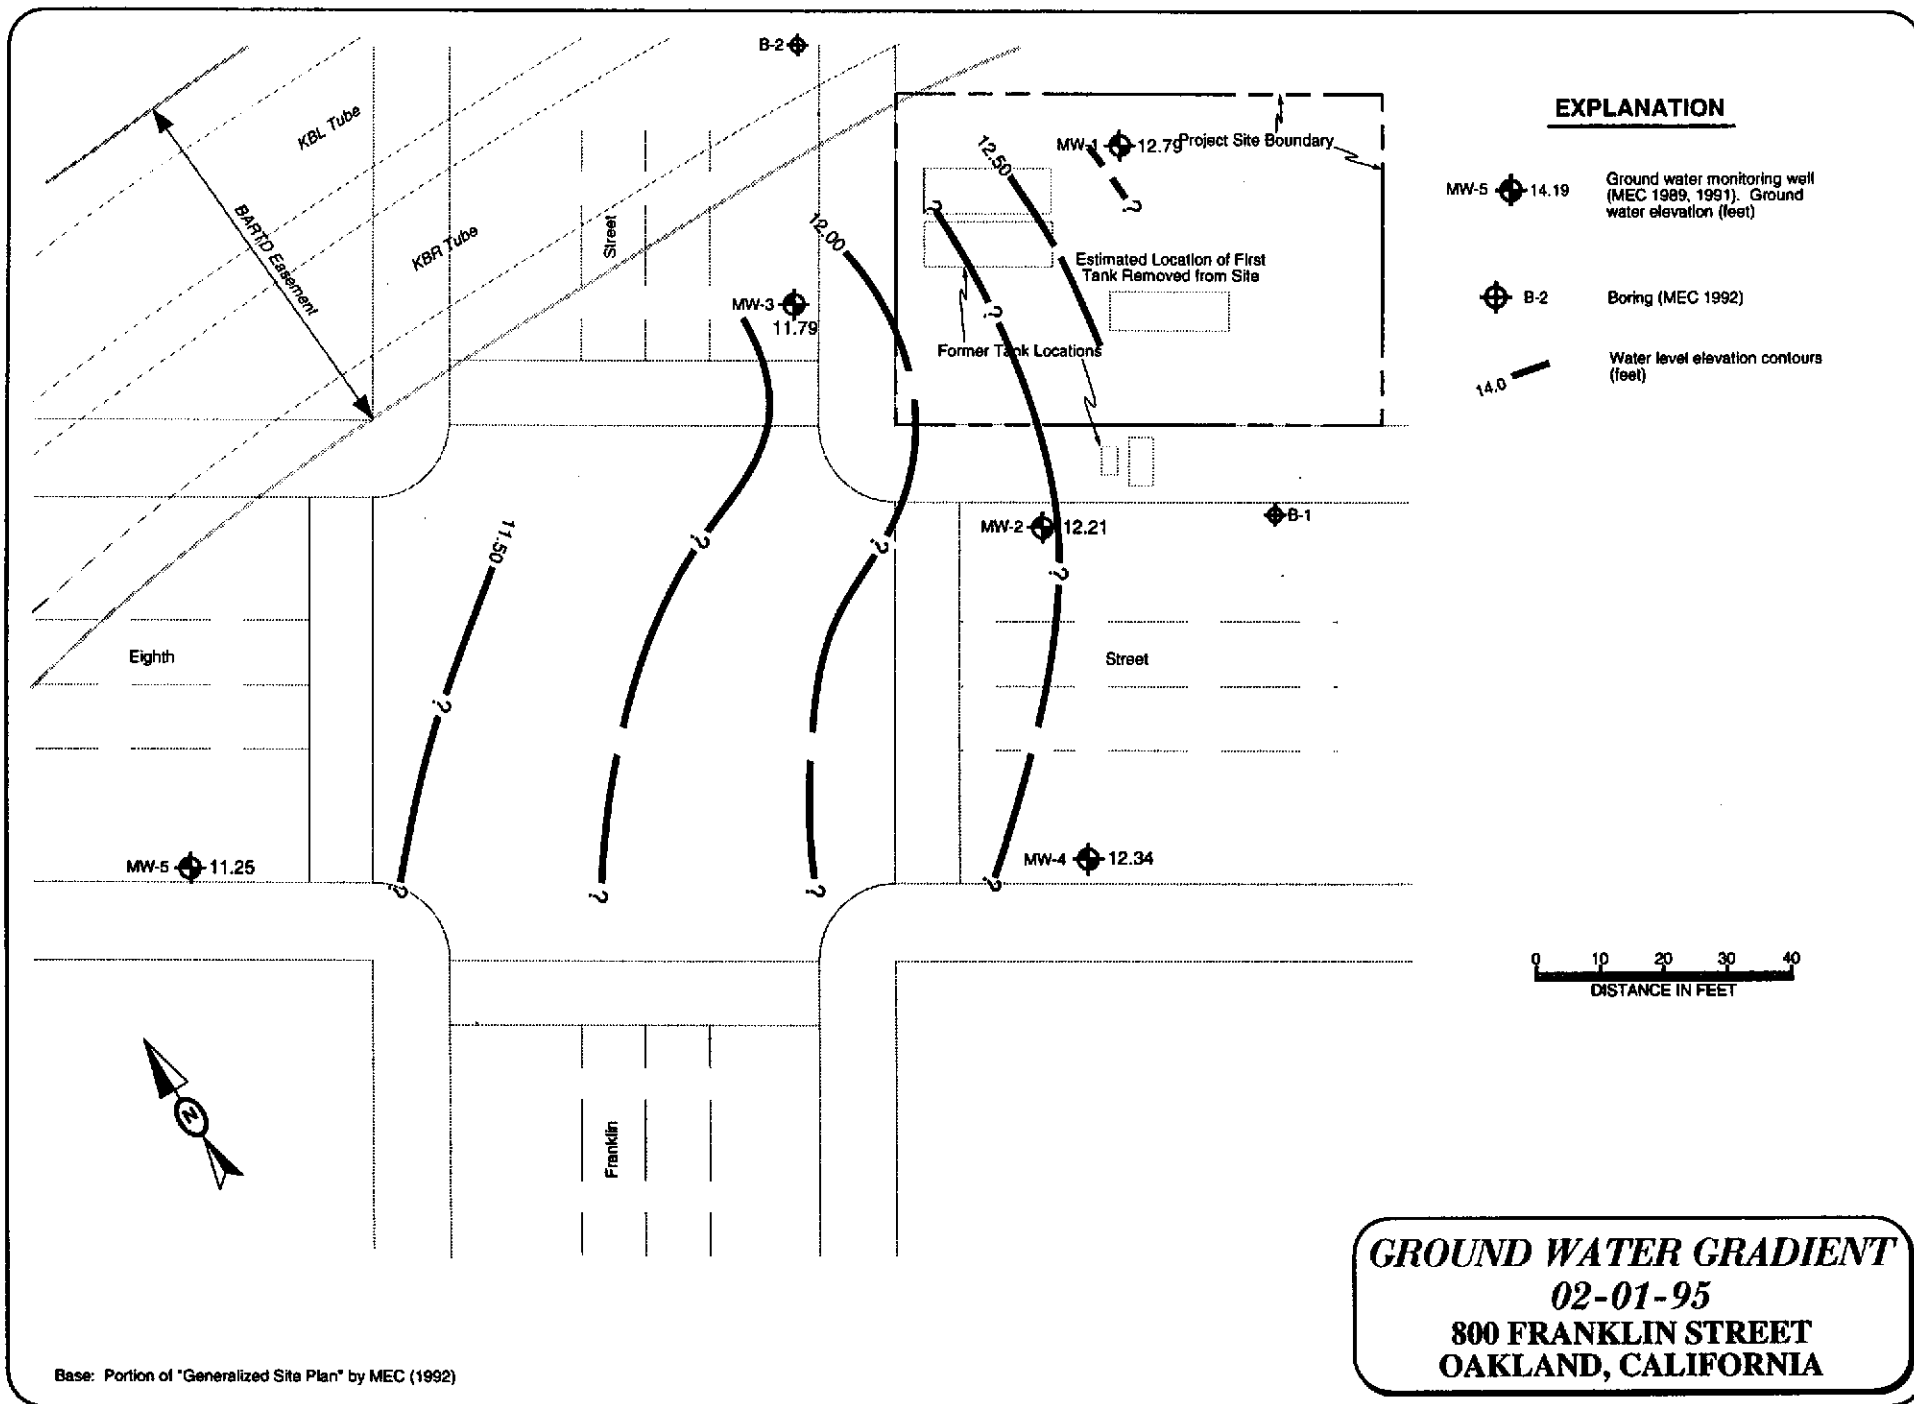 B-2
KBL Tube
KBR Tube
BARTD Easement
Street
MW-3
11.79
12.00
12.50
MW-1
12.79
Project Site Boundary
?
?
?
Estimated Location of First
Tank Removed from Site
Former Tank Locations
EXPLANATION
MW-5
14.19
Ground water monitoring well
(MEC 1989, 1991). Ground
water elevation (feet)
B-2
Boring (MEC 1992)
14.0
Water level elevation contours
(feet)
11.50
?
?
MW-2
12.21
B-1
?
Eighth
Street
?
MW-5
11.25
MW-4
12.34
?
?
?
?
0 10 20 30 40
DISTANCE IN FEET
N
Franklin
GROUND WATER GRADIENT
02-01-95
800 FRANKLIN STREET
OAKLAND, CALIFORNIA
Base: Portion of "Generalized Site Plan" by MEC (1992)